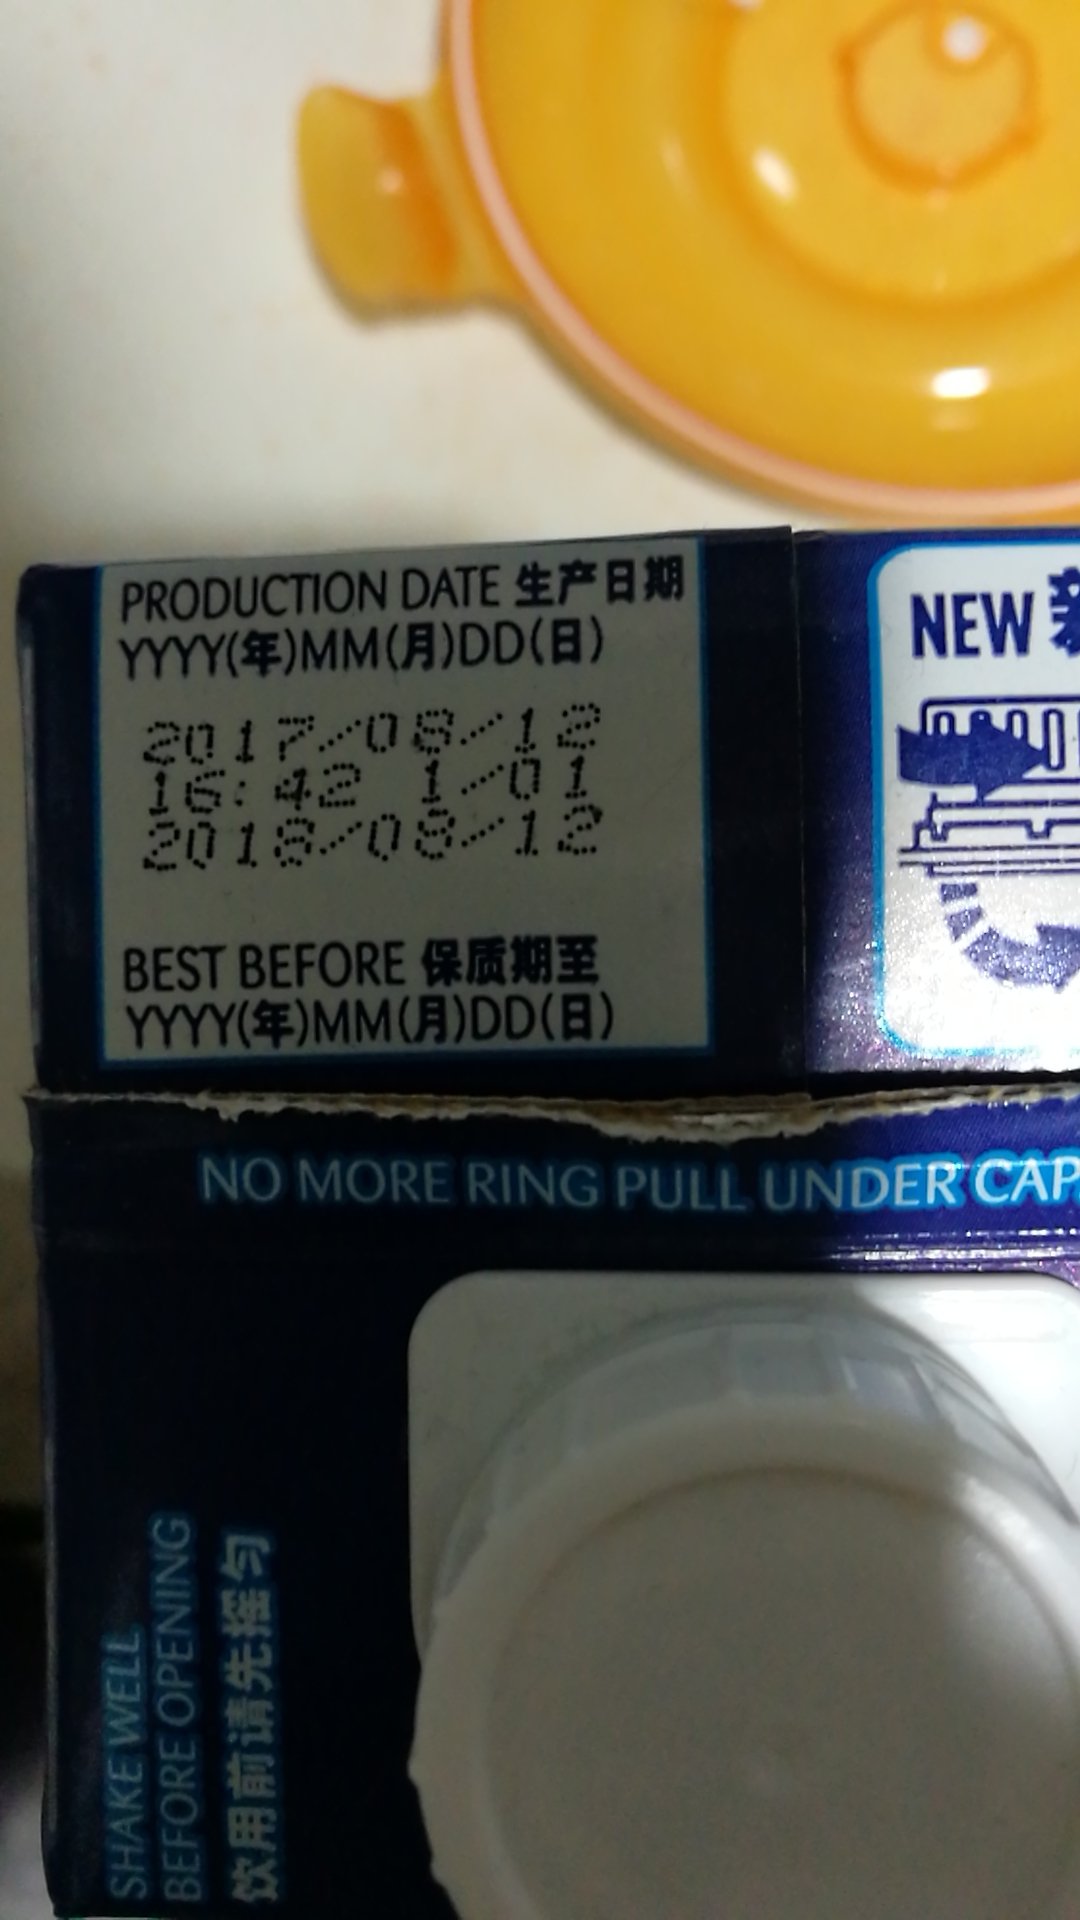 PRODUCTION DATE 生产日期
YYYY(年)MM(月)DD(日)
2017/08/12
16:42 1/01
2018/08/12
BEST BEFORE 保质期至
YYYY(年)MM(月)DD(日)
NEW
NO MORE RING PULL UNDER CAP
SHAKE WELL
BEFORE OPENING
饮用前请先摇匀